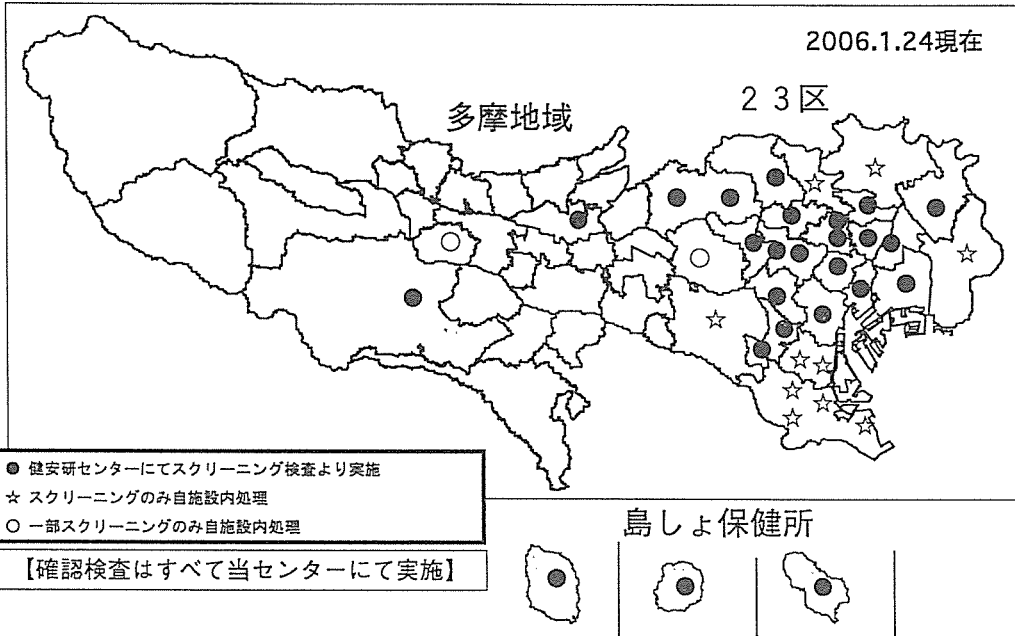 2006.1.24現在
２３区
多摩地域
● 健安研センターにてスクリーニング検査より実施
☆ スクリーニングのみ自施設内処理
○ 一部スクリーニングのみ自施設内処理
【確認検査はすべて当センターにて実施】
島しょ保健所